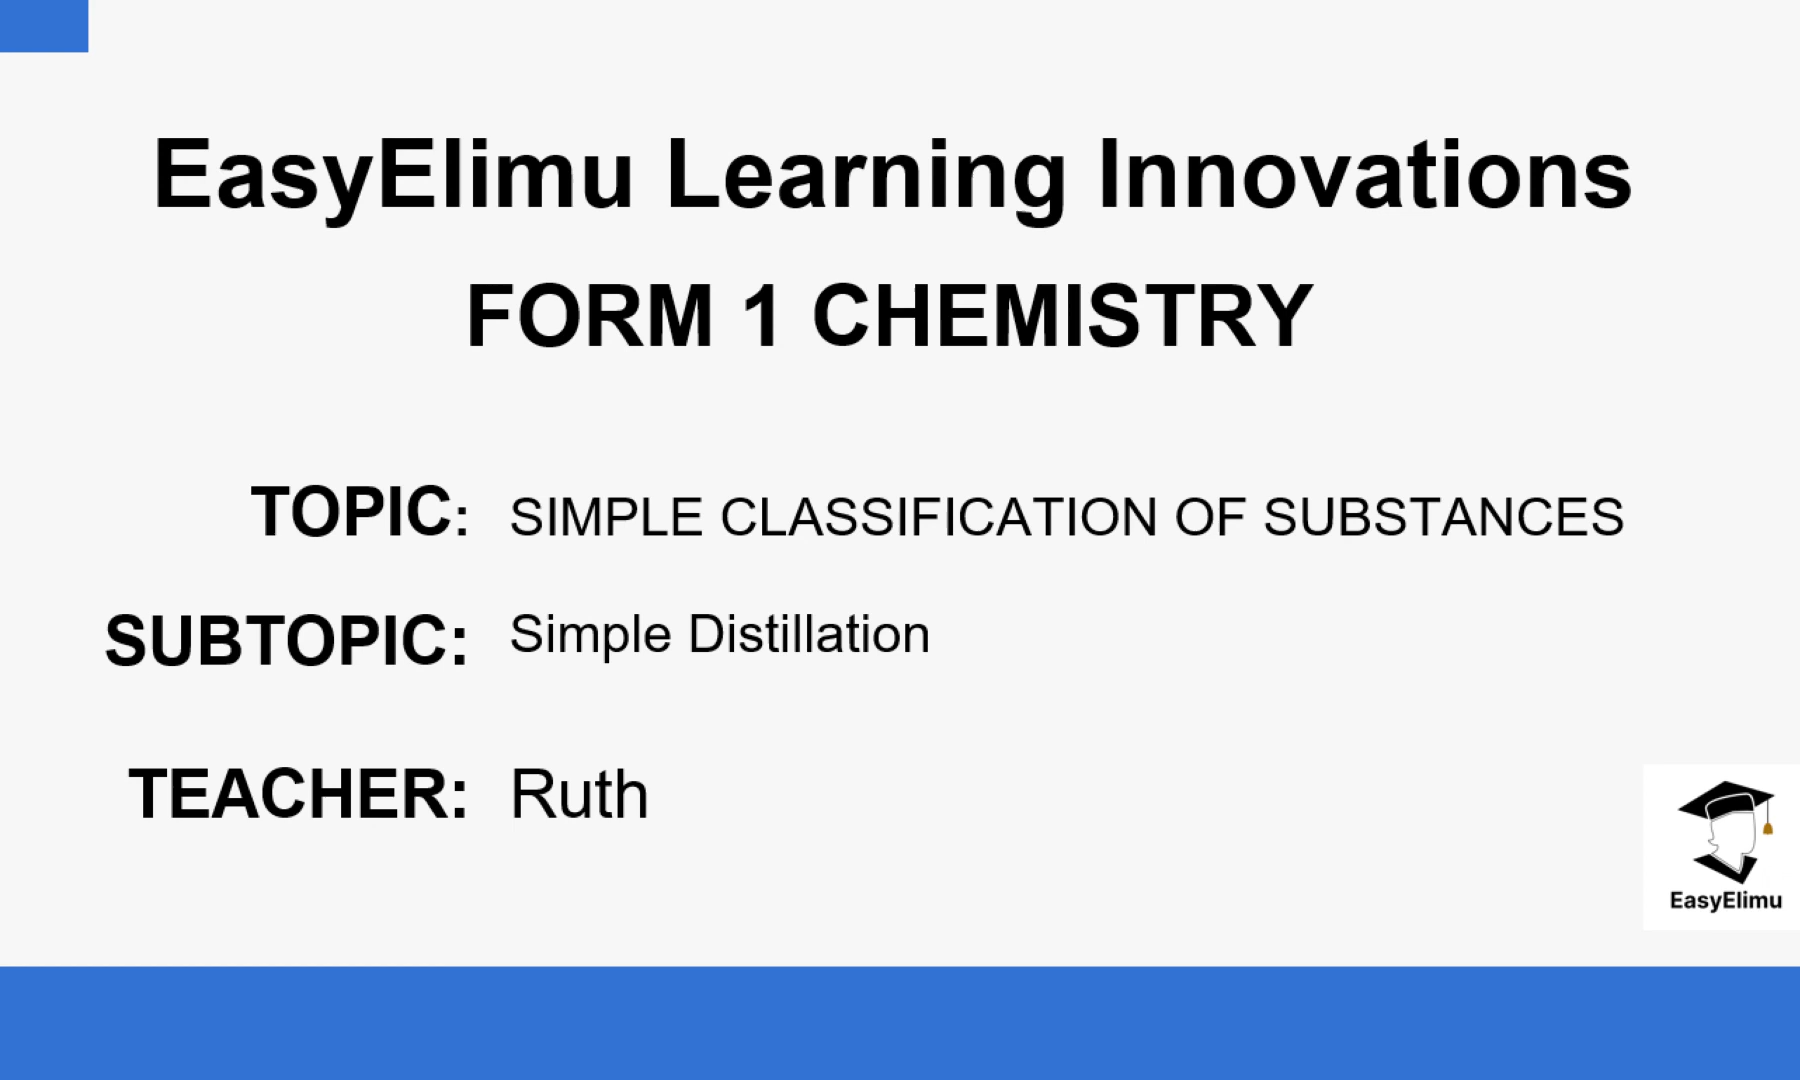 EasyElimu Learning Innovations
FORM 1 CHEMISTRY
TOPIC: SIMPLE CLASSIFICATION OF SUBSTANCES
SUBTOPIC: Simple Distillation
TEACHER: Ruth
EasyElimu